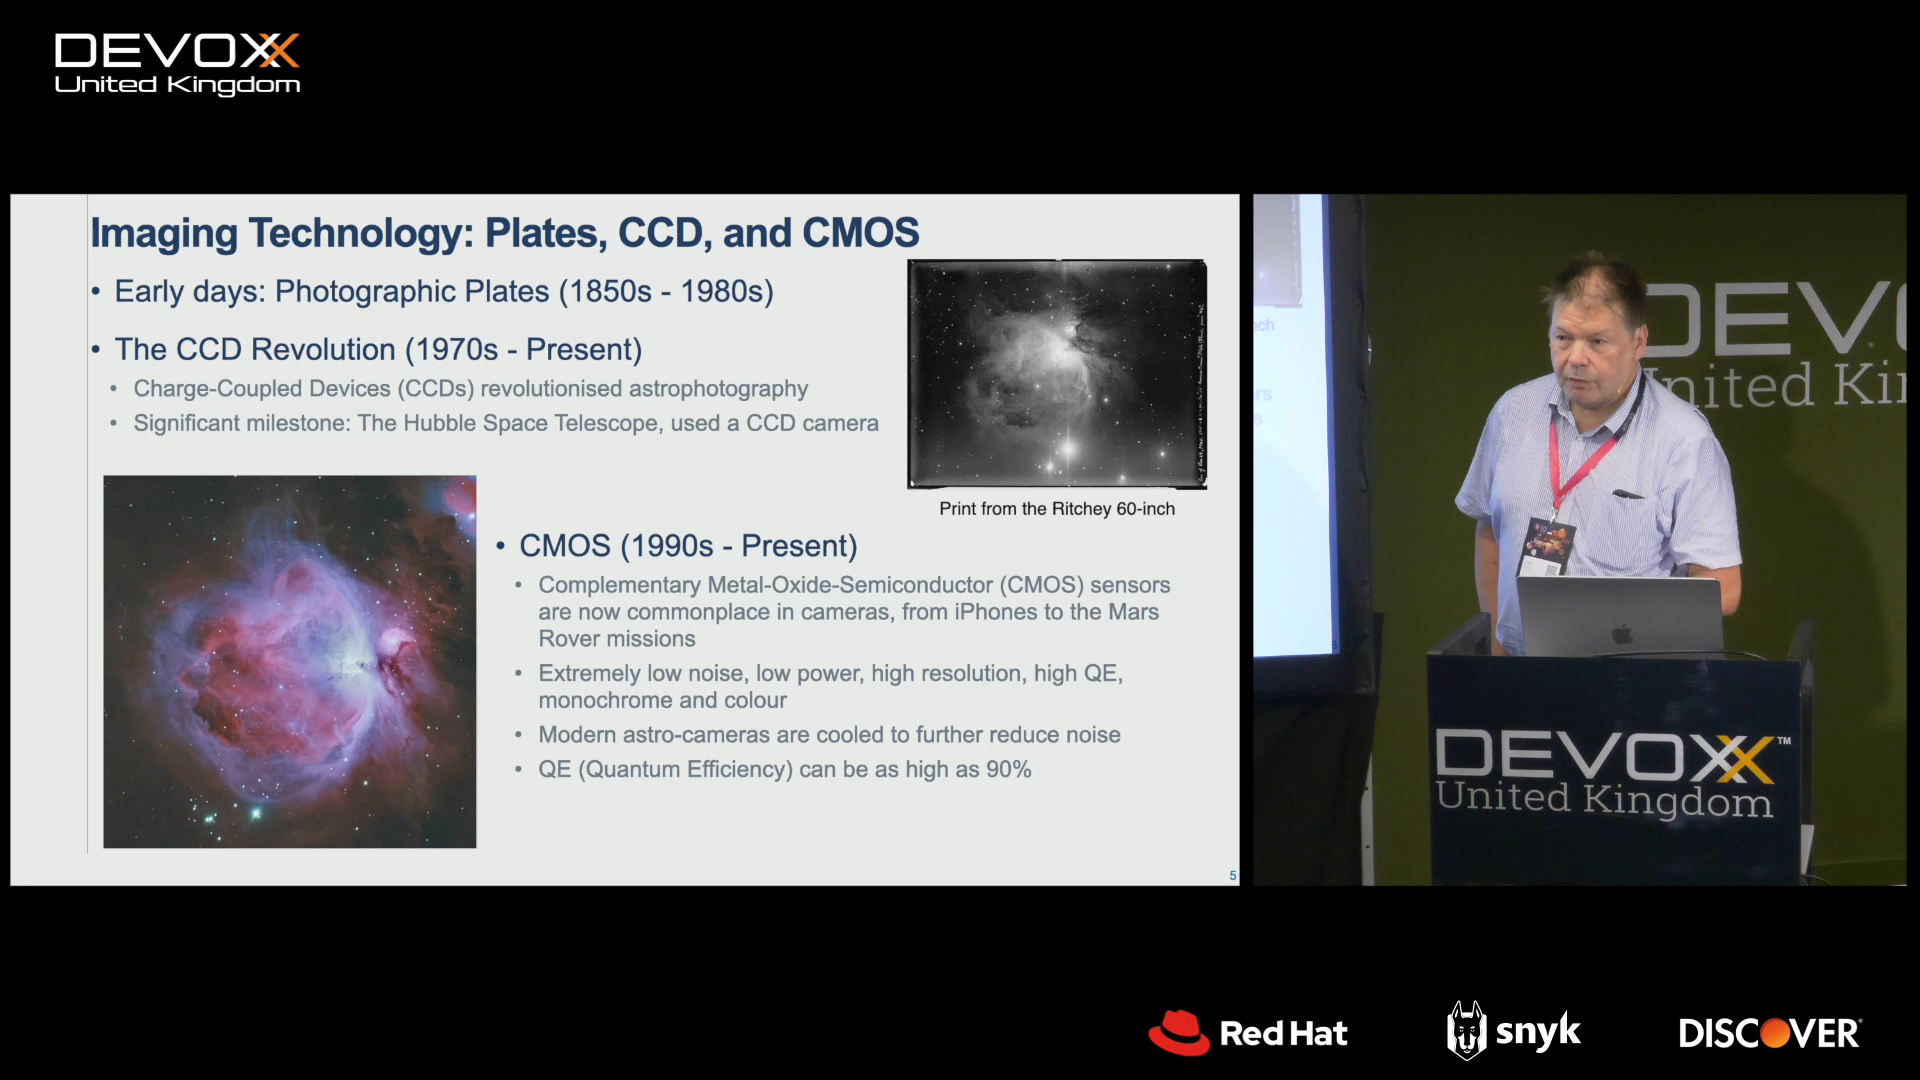 DEVOXX
United Kingdom
Imaging Technology: Plates, CCD, and CMOS
• Early days: Photographic Plates (1850s - 1980s)
• The CCD Revolution (1970s - Present)
• Charge-Coupled Devices (CCDs) revolutionised astrophotography
• Significant milestone: The Hubble Space Telescope, used a CCD camera
Print from the Ritchey 60-inch
• CMOS (1990s - Present)
• Complementary Metal-Oxide-Semiconductor (CMOS) sensors
are now commonplace in cameras, from iPhones to the Mars
Rover missions
• Extremely low noise, low power, high resolution, high QE,
monochrome and colour
• Modern astro-cameras are cooled to further reduce noise
• QE (Quantum Efficiency) can be as high as 90%
5
nch
rs
s
DEVO
United Kin
DEVOXX™
United Kingdom
Red Hat
snyk
DISCOVER